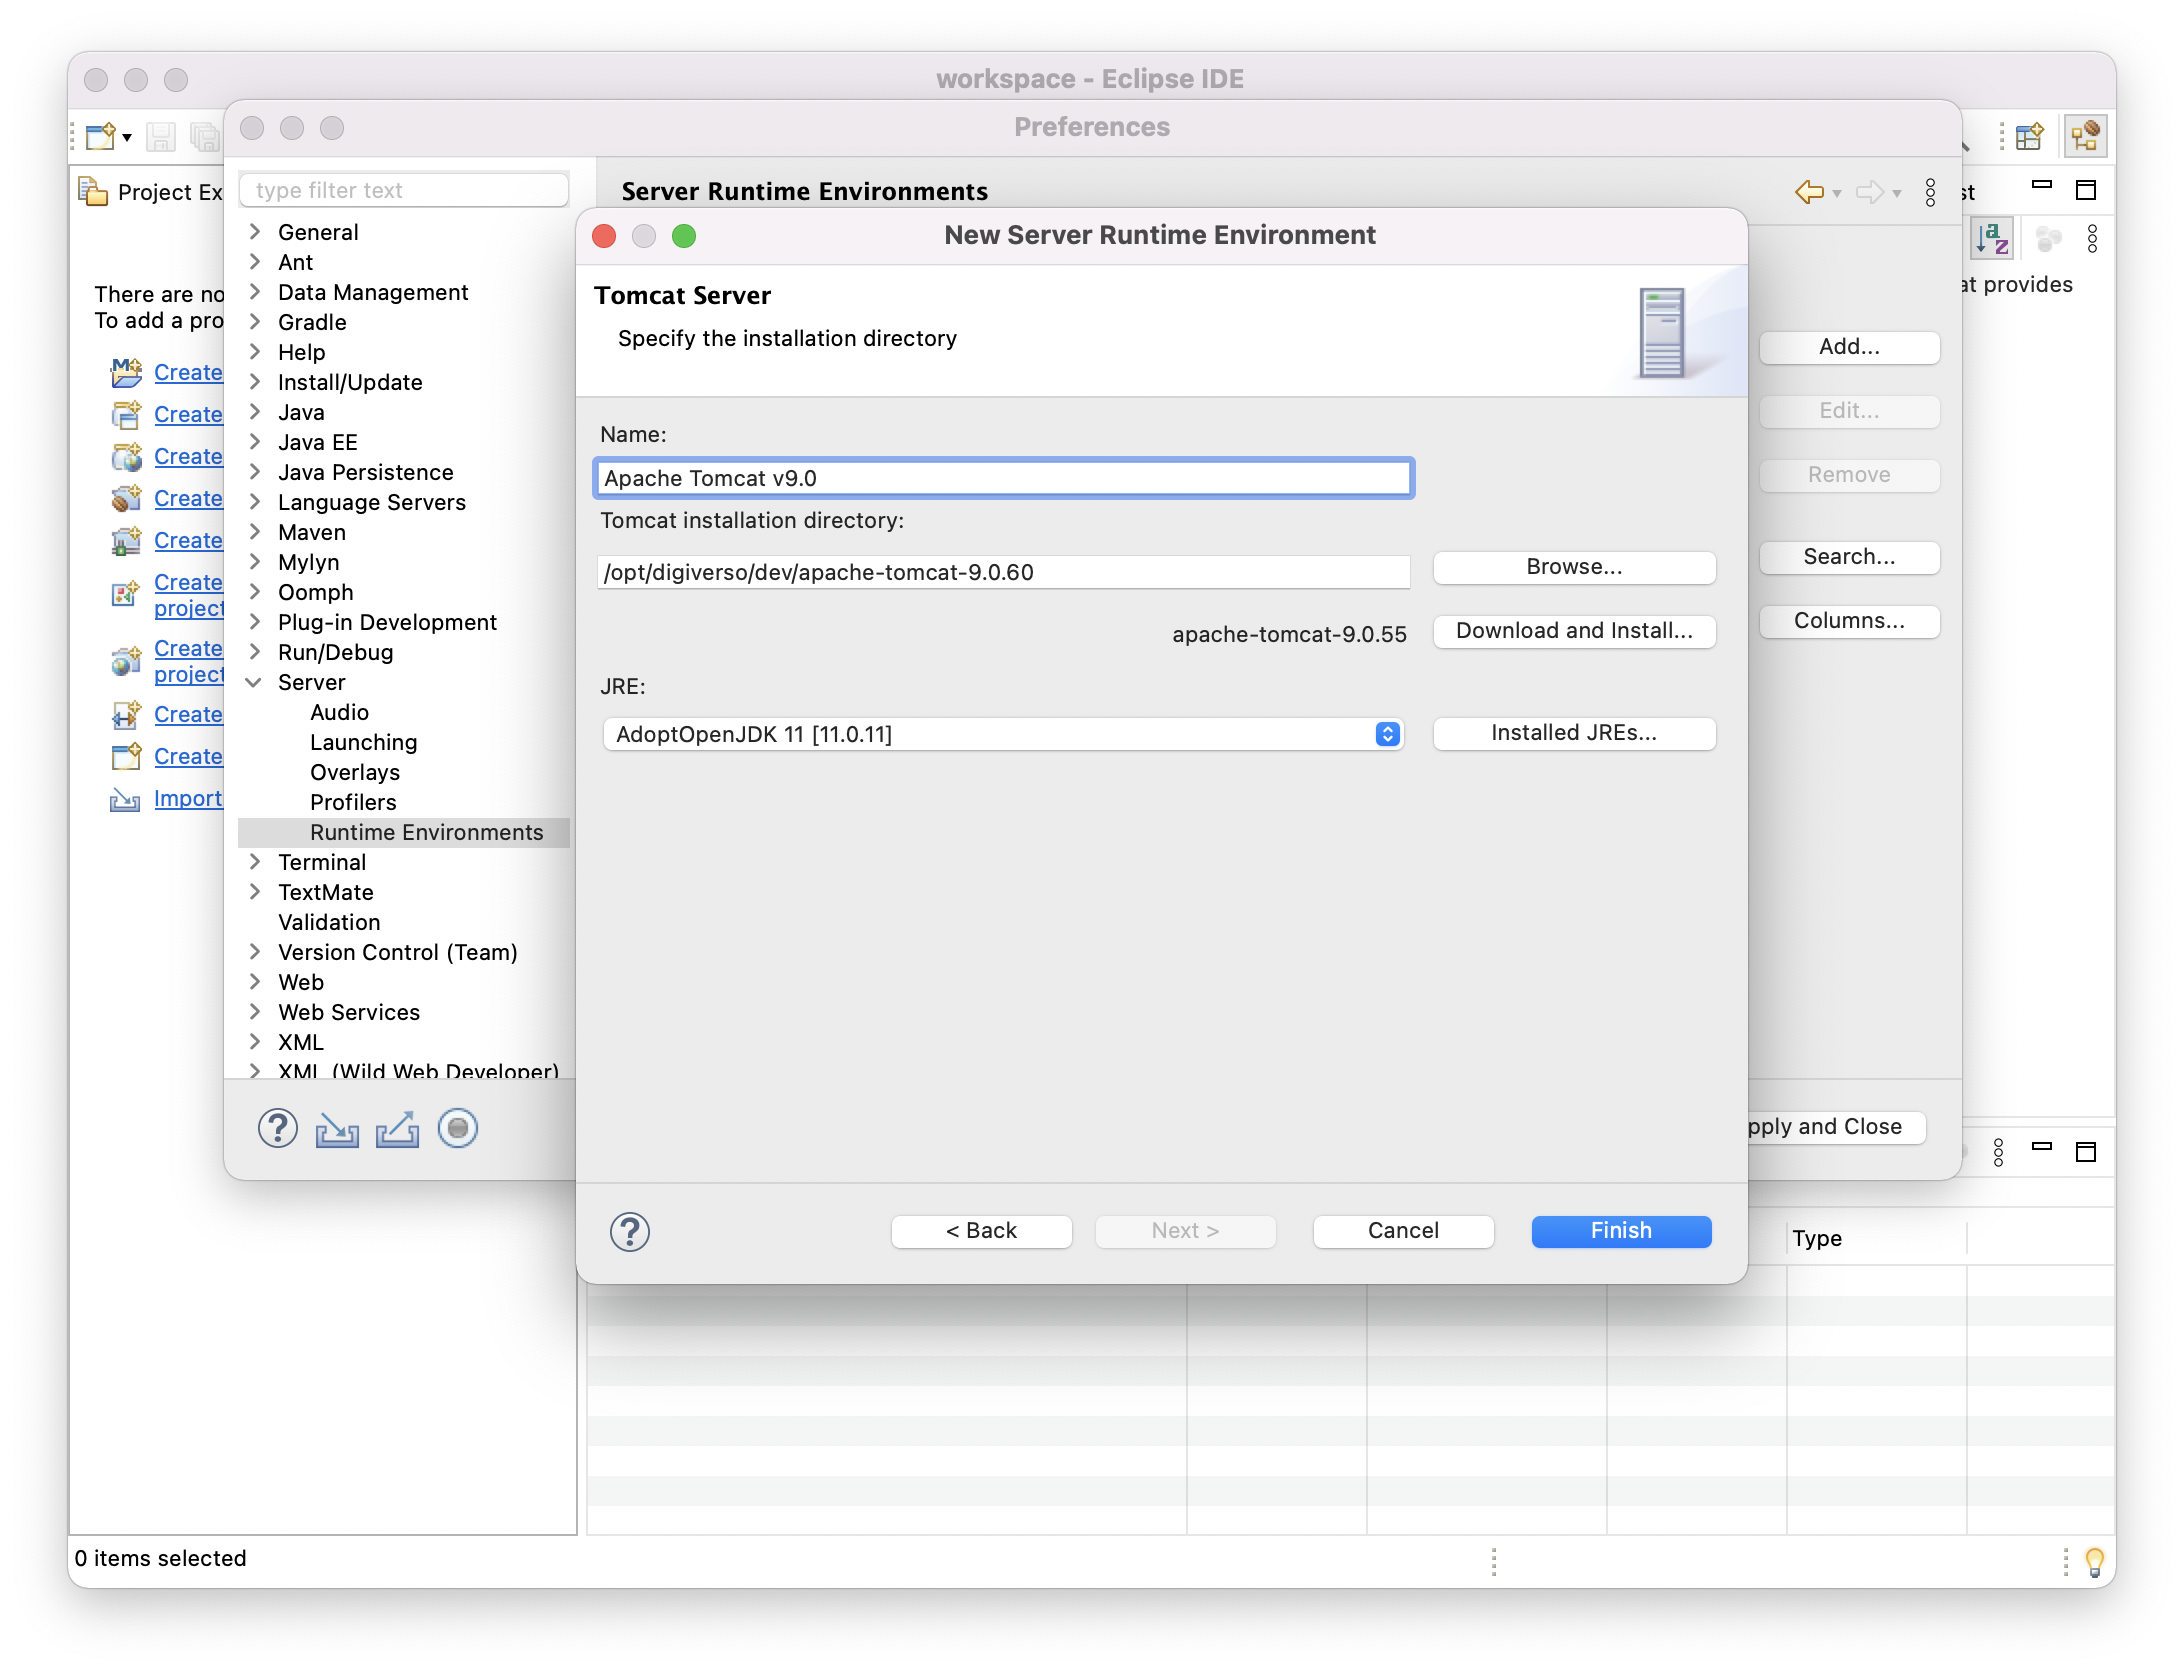 workspace - Eclipse IDE
Preferences
Project Ex
type filter text
Server Runtime Environments
There are no
To add a pro
Create
Create
Create
Create
Create
Create
project
Create
project
Create
Create
Import
General
Ant
Data Management
Gradle
Help
Install/Update
Java
Java EE
Java Persistence
Language Servers
Maven
Mylyn
Oomph
Plug-in Development
Run/Debug
Server
Audio
Launching
Overlays
Profilers
Runtime Environments
Terminal
TextMate
Validation
Version Control (Team)
Web
Web Services
XML
XML (Wild Web Developer)
New Server Runtime Environment
Tomcat Server
Specify the installation directory
Name:
Apache Tomcat v9.0
Tomcat installation directory:
/opt/digiverso/dev/apache-tomcat-9.0.60
Browse...
apache-tomcat-9.0.55
Download and Install...
JRE:
AdoptOpenJDK 11 [11.0.11]
Installed JREs...
< Back
Next >
Cancel
Finish
Add...
Edit...
Remove
Search...
Columns...
pply and Close
st
at provides
Type
0 items selected